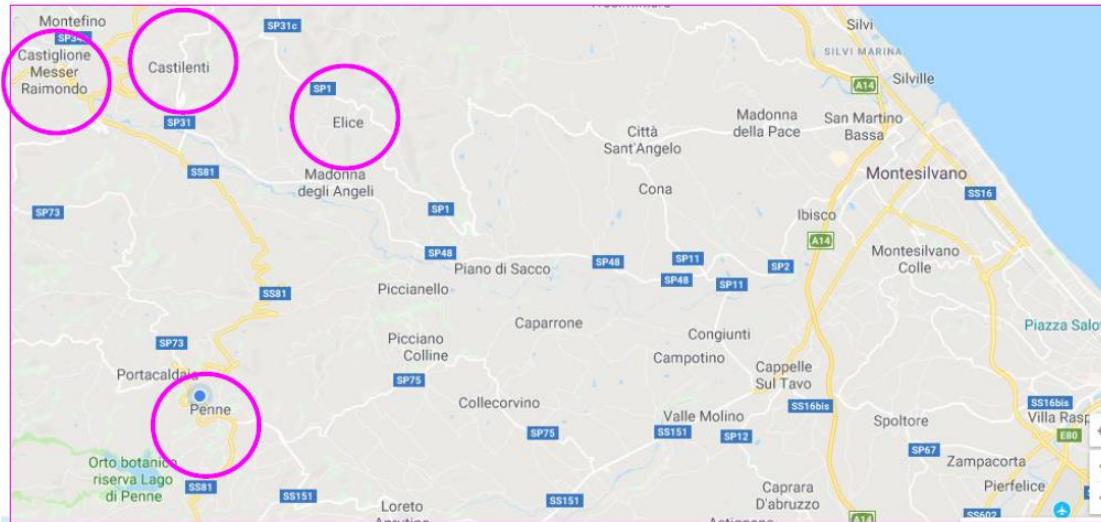 Montefino
SP34
Castiglione
Messer
Raimondo
Castilenti
SP31c
SP31
SP1
Elice
Silvi
SILVI MARINA
A14
Silville
Madonna
della Pace
San Martino
Bassa
Città
Sant'Angelo
Montesilvano
SS81
Madonna
degli Angeli
Cona
SS16
SP73
SP1
Ibisco
A14
Montesilvano
Colle
SP48
Piano di Sacco
SP48
SP11
SP48
SP2
SP11
Piccianello
SS81
Caparrone
Piazza Salo
Picciano
Colline
Congiunti
SP73
Campotino
Portacaldaia
SP75
Cappelle
Sul Tavo
Penne
Collecorvino
SS16bis
SS16bis
Valle Molino
Spoltore
Villa Rasp
SP75
SS151
SP12
E80
SP67
Orto botanico
riserva Lago
di Penne
Zampacorta
SS81
SS151
SS151
Pierfelice
Caprara
D'abruzzo
Loreto
A14
SS602